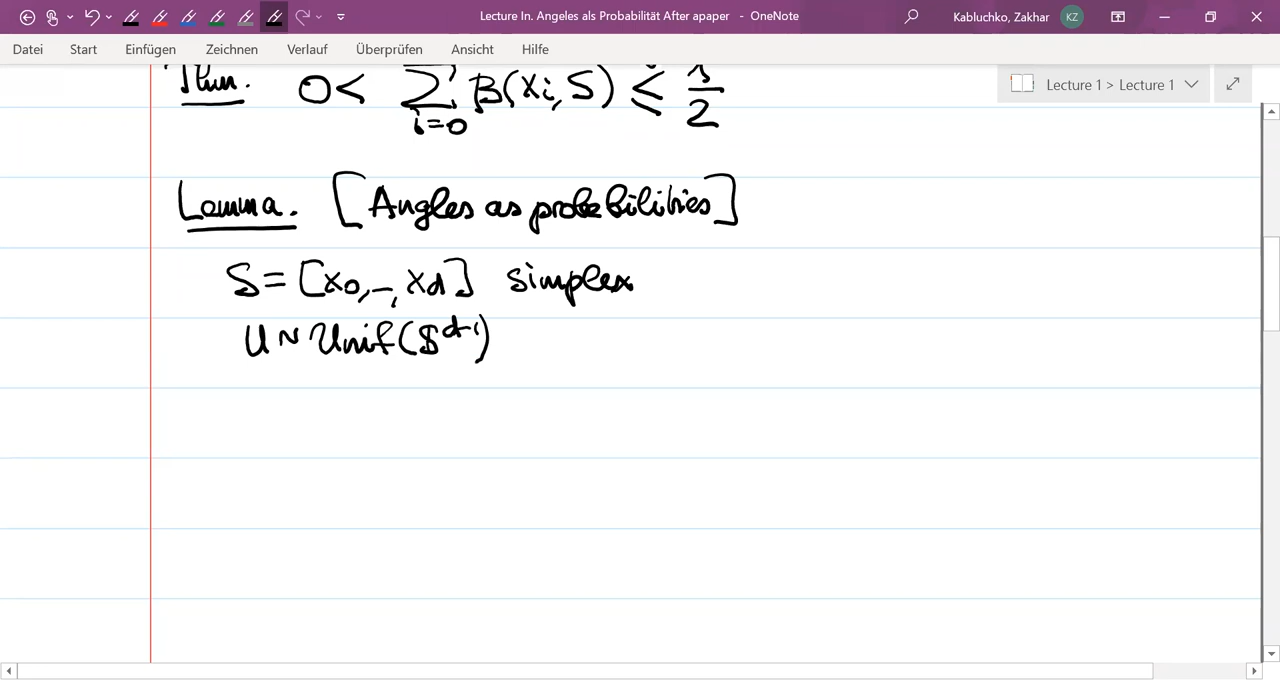 Lecture In. Angeles als Probabilität After apaper - OneNote
Kabluchko, Zakhar
KZ
Datei Start Einfügen Zeichnen Verlauf Überprüfen Ansicht Hilfe
Lecture 1 > Lecture 1
Thm. 0 < ∑ i=0 β(xi, S) ≤ 1/2
Lemma. [Angles as probabilities]
S = [x0,-, xd] simplex
U ~ Unif($^d-1)